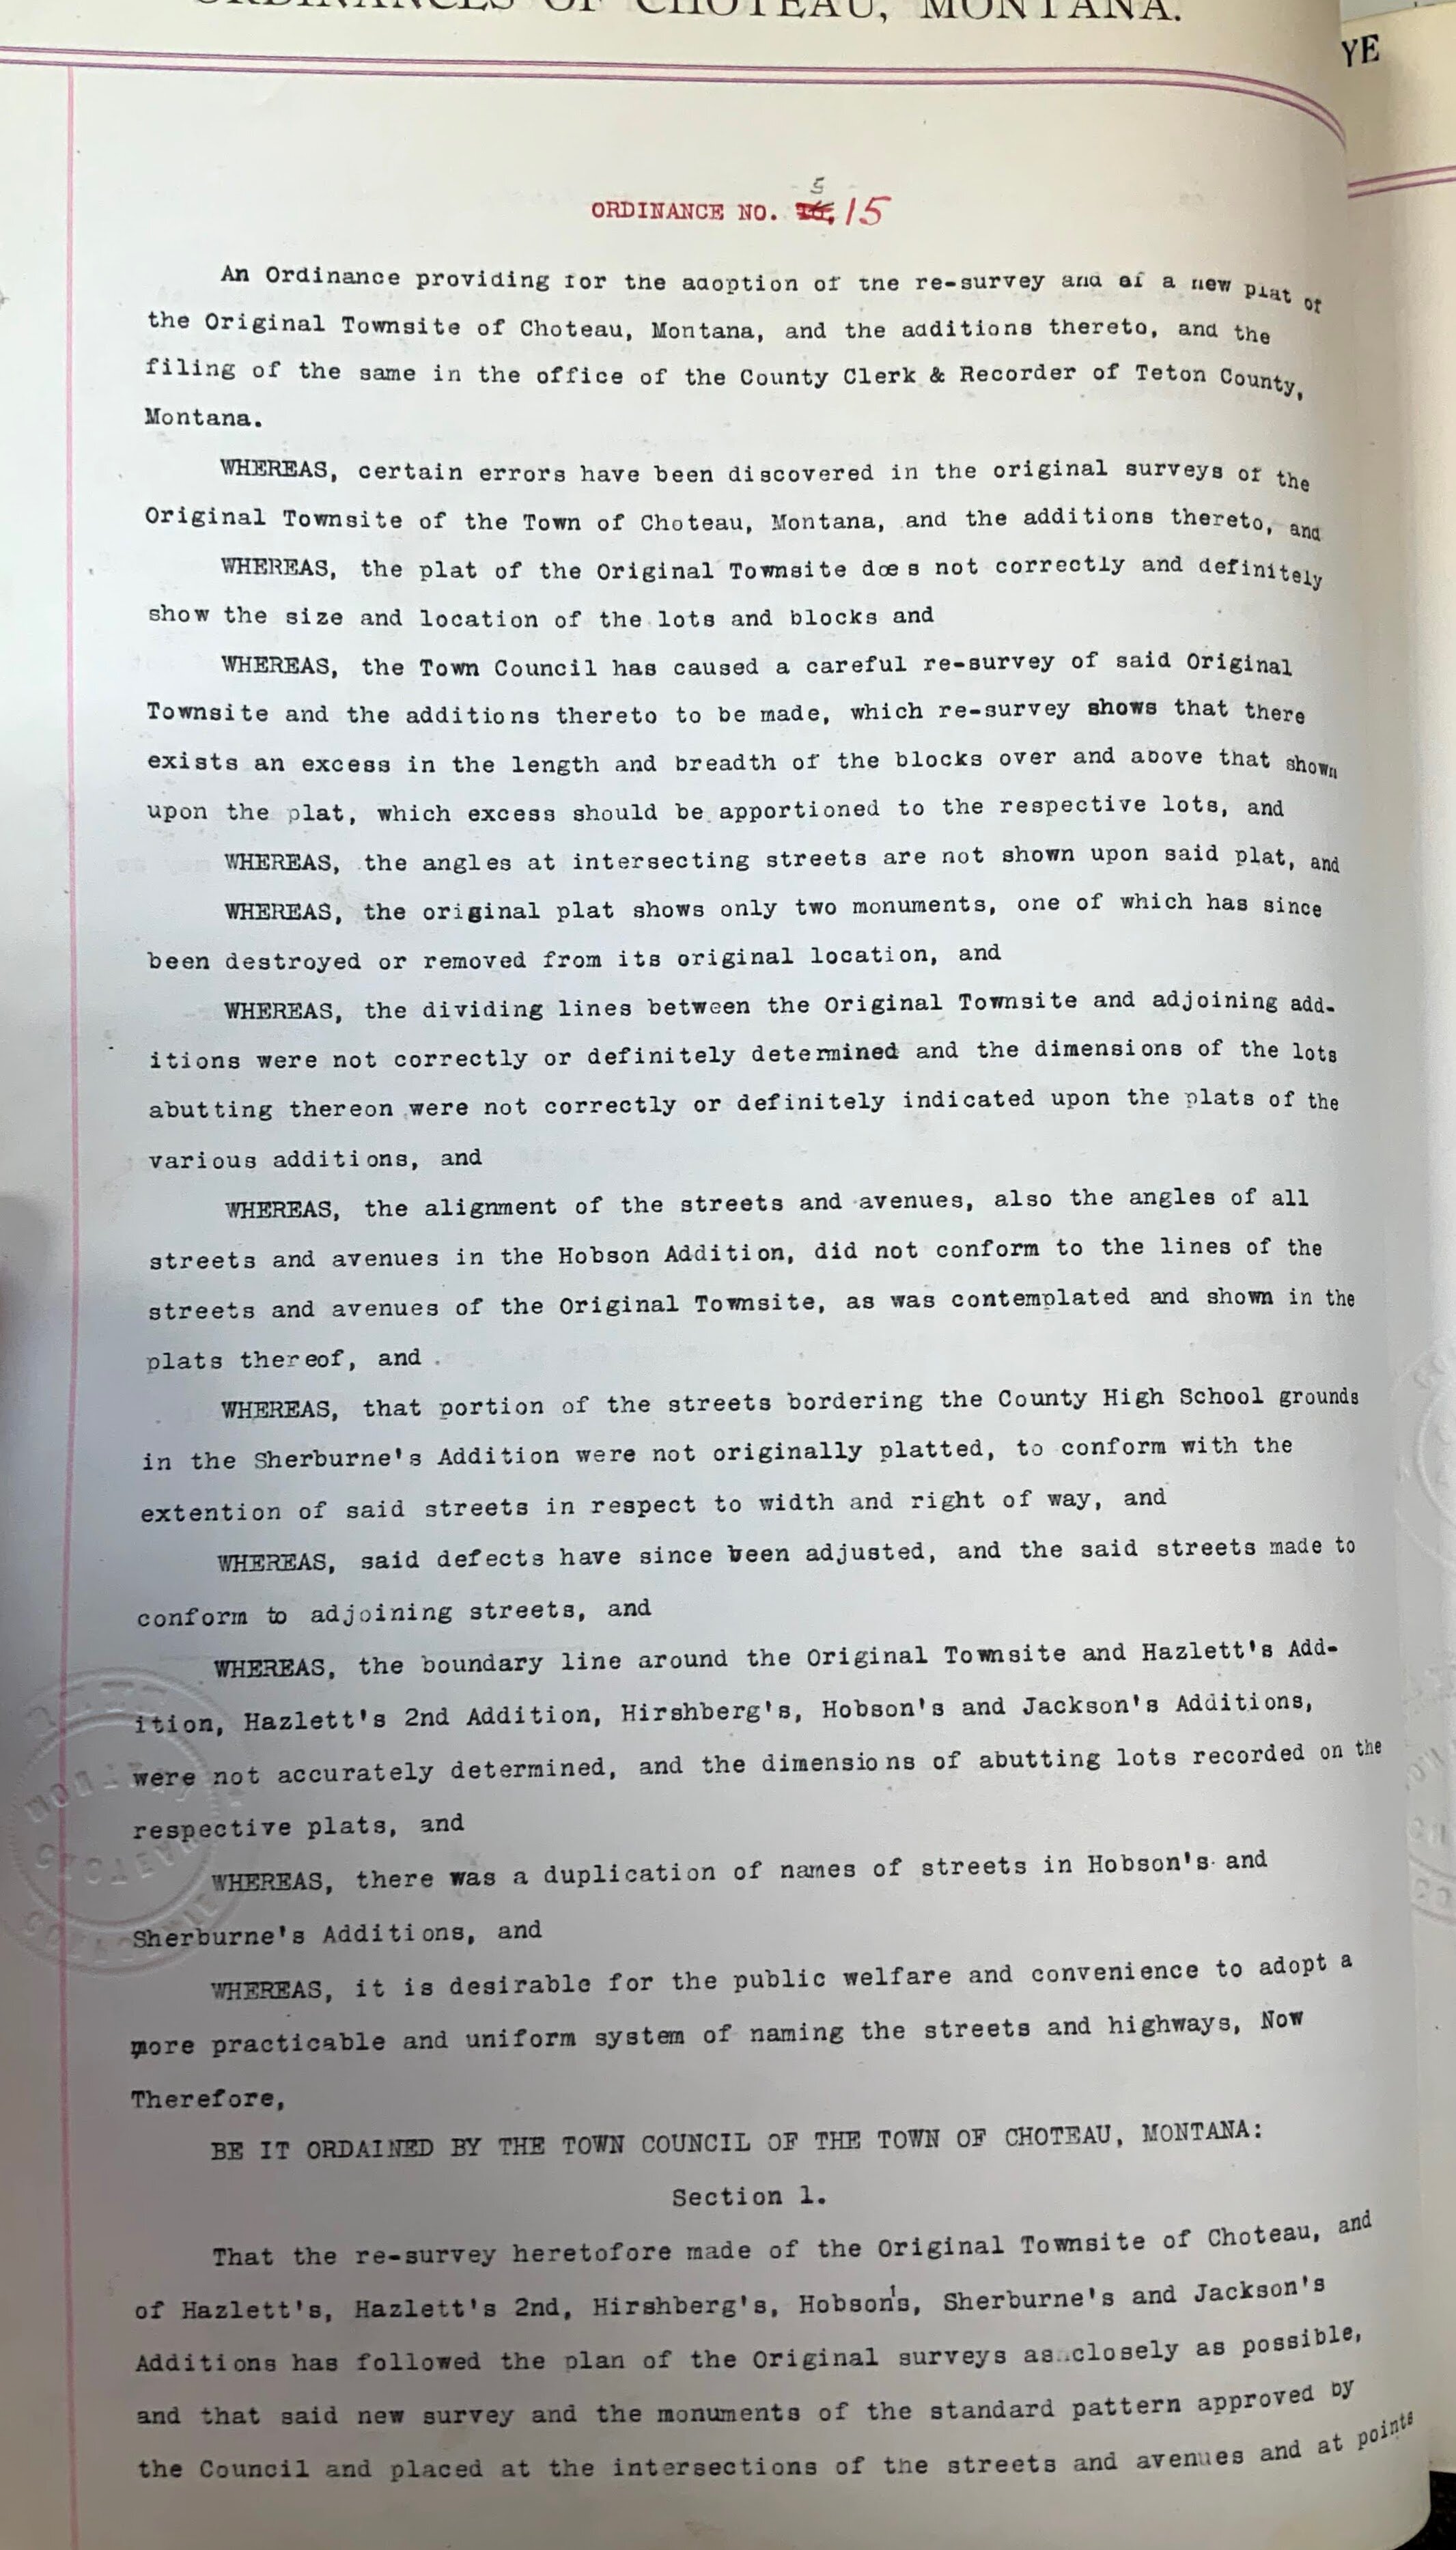 ORDINANCES OF CHOTEAU, MONTANA.
YE
5
ORDINANCE NO. 15
An Ordinance providing for the adoption of the re-survey and of a new plat of
the Original Townsite of Choteau, Montana, and the additions thereto, and the
filing of the same in the office of the County Clerk & Recorder of Teton County,
Montana.
WHEREAS, certain errors have been discovered in the original surveys of the
Original Townsite of the Town of Choteau, Montana, and the additions thereto, and
WHEREAS, the plat of the Original Townsite does not correctly and definitely
show the size and location of the lots and blocks and
WHEREAS, the Town Council has caused a careful re-survey of said Original
Townsite and the additions thereto to be made, which re-survey shows that there
exists an excess in the length and breadth of the blocks over and above that shown
upon the plat, which excess should be apportioned to the respective lots, and
WHEREAS, the angles at intersecting streets are not shown upon said plat, and
WHEREAS, the original plat shows only two monuments, one of which has since
been destroyed or removed from its original location, and
WHEREAS, the dividing lines between the Original Townsite and adjoining add-
itions were not correctly or definitely determined and the dimensions of the lots
abutting thereon were not correctly or definitely indicated upon the plats of the
various additions, and
WHEREAS, the alignment of the streets and avenues, also the angles of all
streets and avenues in the Hobson Addition, did not conform to the lines of the
streets and avenues of the Original Townsite, as was contemplated and shown in the
plats thereof, and
WHEREAS, that portion of the streets bordering the County High School grounds
in the Sherburne's Addition were not originally platted, to conform with the
extention of said streets in respect to width and right of way, and
WHEREAS, said defects have since been adjusted, and the said streets made to
conform to adjoining streets, and
WHEREAS, the boundary line around the Original Townsite and Hazlett's Add-
ition, Hazlett's 2nd Addition, Hirshberg's, Hobson's and Jackson's Additions,
were not accurately determined, and the dimensions of abutting lots recorded on the
respective plats, and
WHEREAS, there was a duplication of names of streets in Hobson's and
Sherburne's Additions, and
WHEREAS, it is desirable for the public welfare and convenience to adopt a
more practicable and uniform system of naming the streets and highways, Now
Therefore,
BE IT ORDAINED BY THE TOWN COUNCIL OF THE TOWN OF CHOTEAU, MONTANA:
Section 1.
That the re-survey heretofore made of the Original Townsite of Choteau, and
of Hazlett's, Hazlett's 2nd, Hirshberg's, Hobson's, Sherburne's and Jackson's
Additions has followed the plan of the Original surveys as closely as possible,
and that said new survey and the monuments of the standard pattern approved by
the Council and placed at the intersections of the streets and avenues and at points